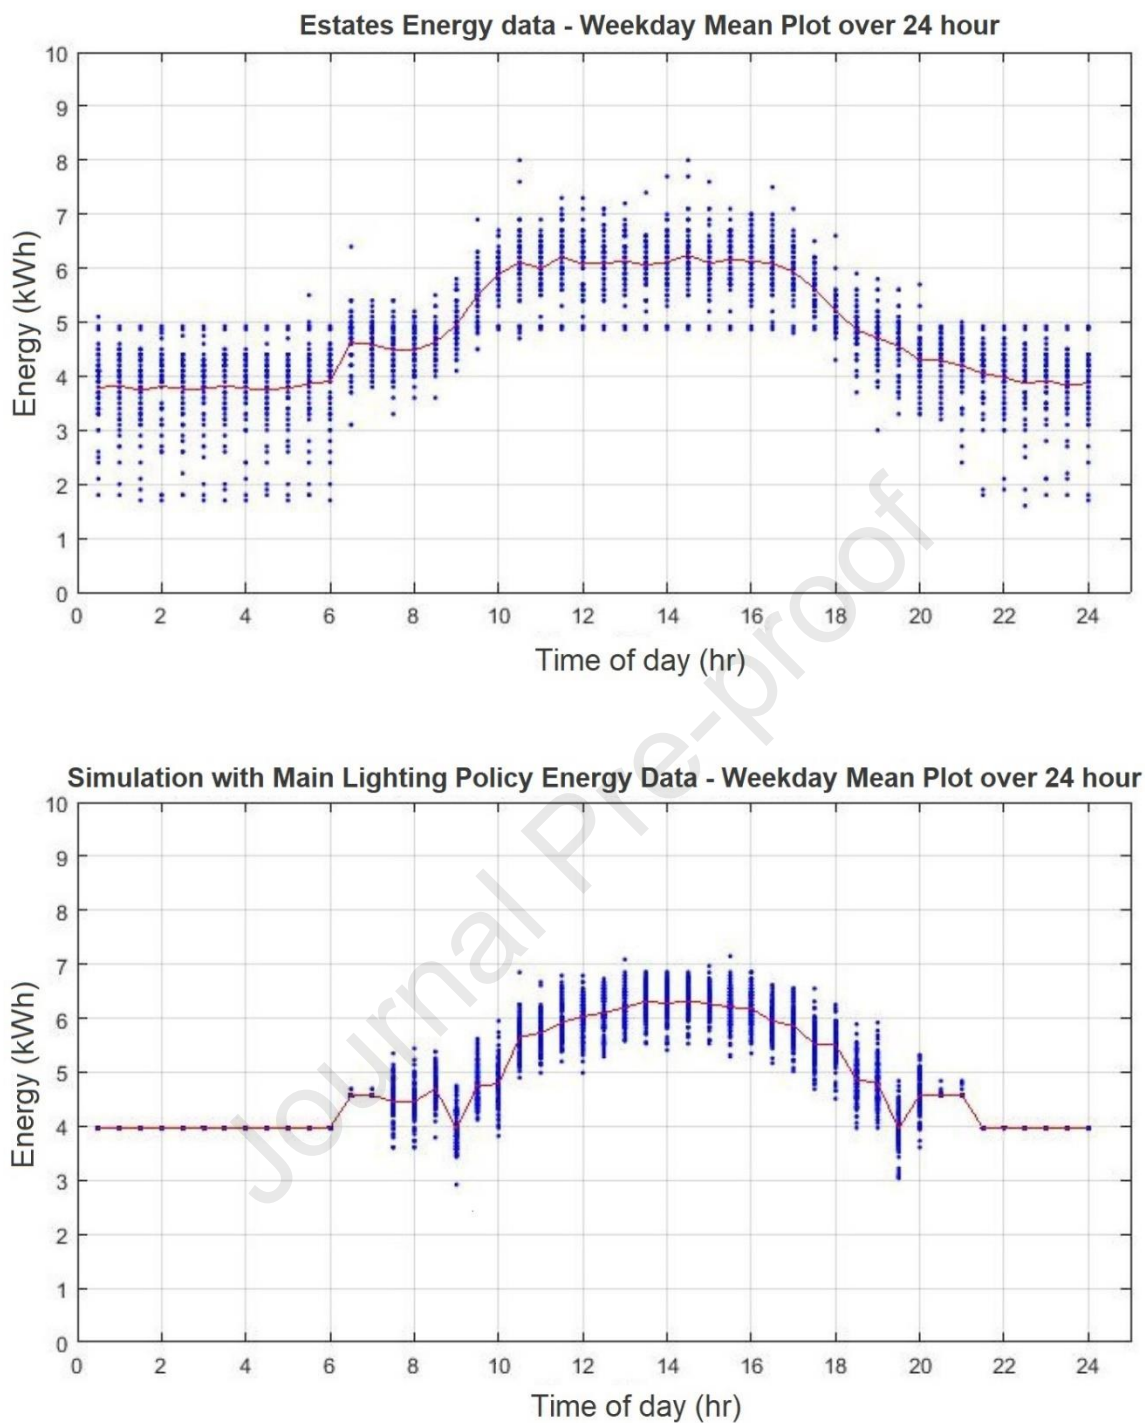 Estates Energy data - Weekday Mean Plot over 24 hour
10
9
8
7
6
5
4
3
2
1
0
Energy (kWh)
0 2 4 6 8 10 12 14 16 18 20 22 24
Time of day (hr)
Journal Pre-proof
Simulation with Main Lighting Policy Energy Data - Weekday Mean Plot over 24 hour
10
9
8
7
6
5
4
3
2
1
0
Energy (kWh)
0 2 4 6 8 10 12 14 16 18 20 22 24
Time of day (hr)